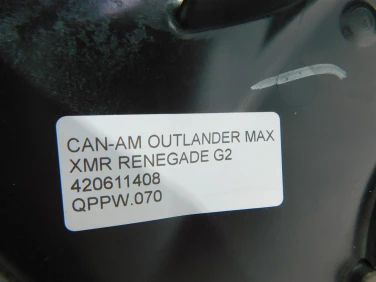 CAN-AM OUTLANDER MAX
XMR RENEGADE G2
420611408
QPPW.070